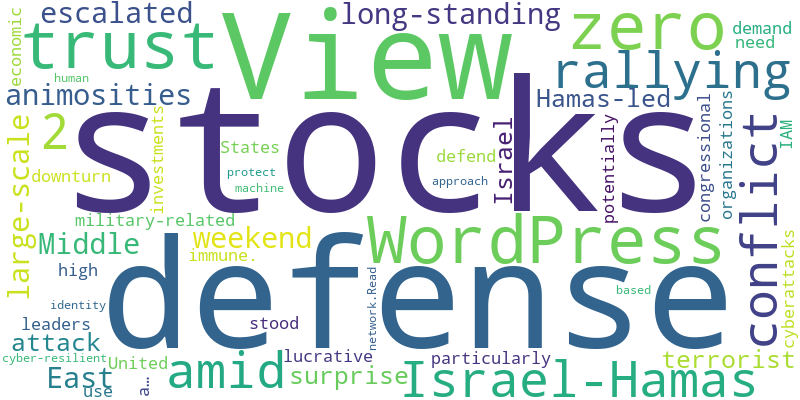 economic
escalated
long-standing
zero
demand
need
trust
View
rallying
human
animosities
stocks
Hamas-led
2
large-scale
investments
States
protect
machine
defend
approach
Israel
potentially
congressional
organizations
IAM
conflict
downturn
military-related
Middle
weekend
immune.
WordPress
high
identity
leaders
defense
network.Read
based
cyberattacks
stood
attack
cyber-resilient
United
amid
lucrative
particularly
terrorist
East
use
a...
surprise
Israel-Hamas